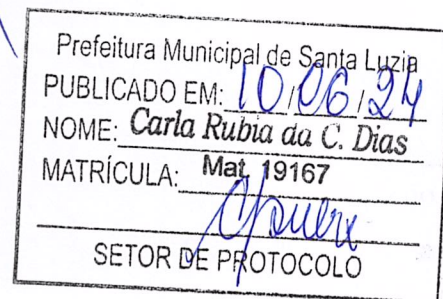 Prefeitura Municipal de Santa Luzia
PUBLICADO EM: 10/06/24
NOME: Carla Rubia da C. Dias
MATRÍCULA: Mat. 19167
SETOR DE PROTOCOLO